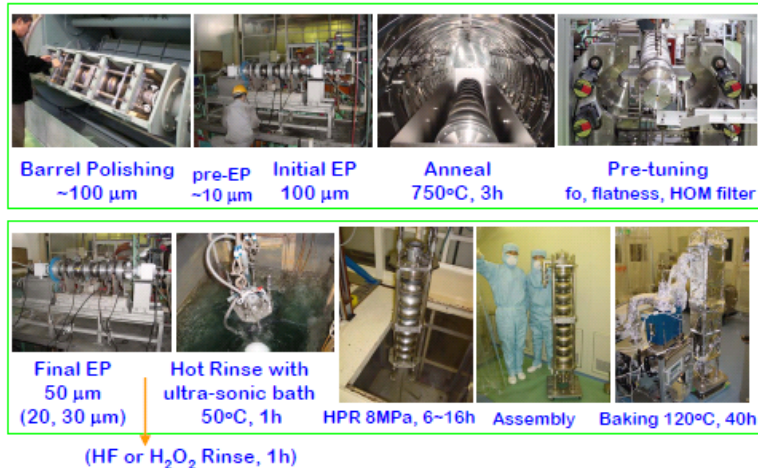 Barrel Polishing
~100 μm
pre-EP
~10 μm
Initial EP
100 μm
Anneal
750°C, 3h
Pre-tuning
fo, flatness, HOM filter
Final EP
50 μm
(20, 30 μm)
Hot Rinse with
ultra-sonic bath
50°C, 1h
HPR 8MPa, 6~16h
Assembly
Baking 120°C, 40h
(HF or H₂O₂ Rinse, 1h)